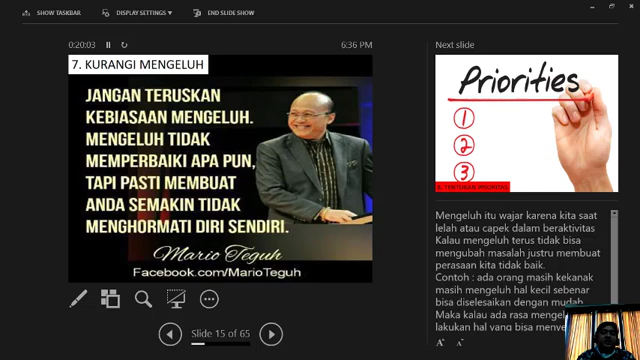 SHOW TASKBAR
DISPLAY SETTINGS
END SLIDE SHOW
0:20:03
6:36 PM
7. KURANGI MENGELUH
JANGAN TERUSKAN
KEBIASAAN MENGELUH.
MENGELUH TIDAK
MEMPERBAIKI APA PUN,
TAPI PASTI MEMBUAT
ANDA SEMAKIN TIDAK
MENGHORMATI DIRI SENDIRI.
Mario Teguh
Facebook.com/MarioTeguh
Slide 15 of 65
Next slide
Priorities
1
2
3
8. TENTUKAN PRIORITAS
Mengeluh itu wajar karena kita saat
lelah atau capek dalam beraktivitas
Kalau mengeluh terus tidak bisa
mengubah masalah justru membuat
perasaan kita tidak baik.
Contoh : ada orang masih kekanak
masih mengeluh hal kecil sebenar
bisa diselesaikan dengan mudah
Maka kalau ada rasa mengel
lakukan hal yang bisa menye
A
A